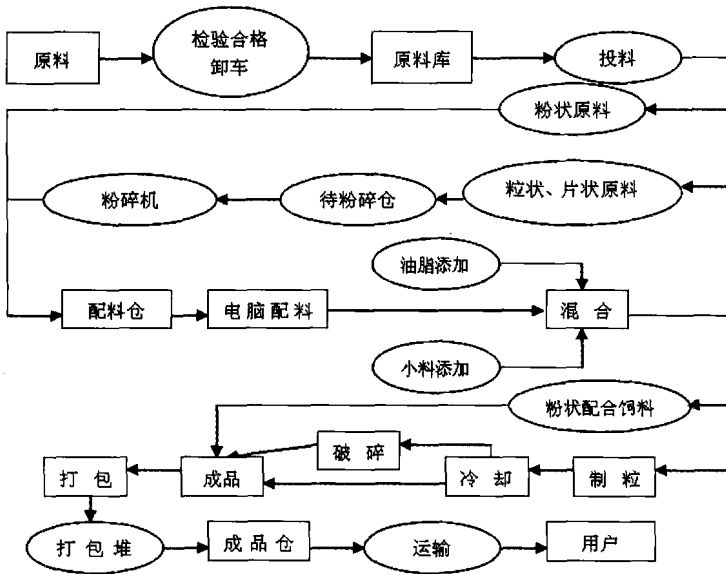 原料
检验合格
卸车
原料库
投料
粉状原料
粉碎机
待粉碎仓
粒状、片状原料
油脂添加
配料仓
电脑配料
混合
小料添加
粉状配合饲料
破碎
打包
成品
冷却
制粒
打包堆
成品仓
运输
用户